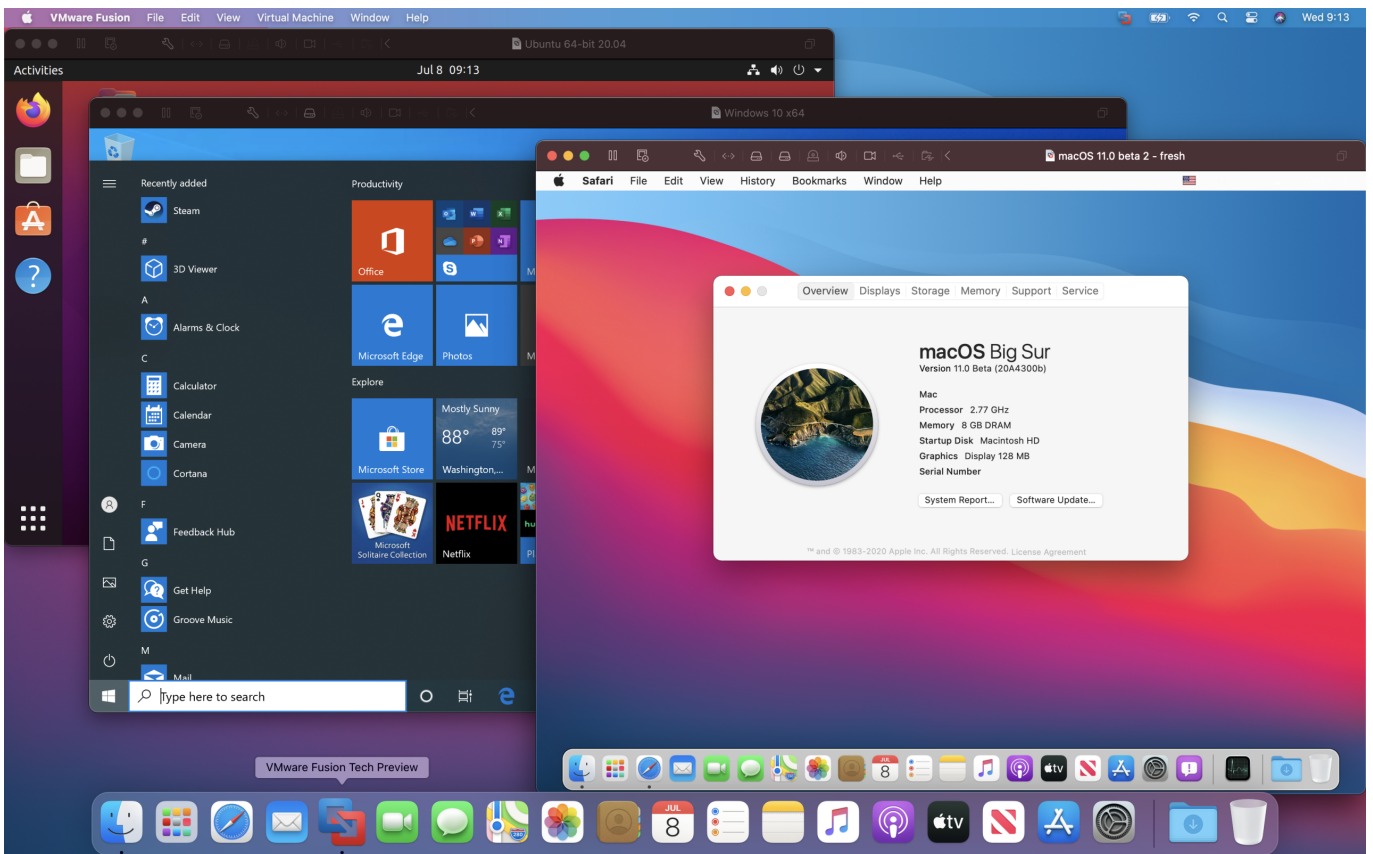 VMware Fusion File Edit View Virtual Machine Window Help
Wed 9:13
Ubuntu 64-bit 20.04
Activities
Jul 8 09:13
Windows 10 x64
Recently added
Steam
#
3D Viewer
A
Alarms & Clock
C
Calculator
Calendar
Camera
Cortana
F
Feedback Hub
G
Get Help
Groove Music
M
Mail
Type here to search
Productivity
Office
M
Microsoft Edge
Photos
M
Explore
Microsoft Store
Mostly Sunny
88° 89°
75°
Washington,...
M
Microsoft
Solitaire Collection
NETFLIX
Netflix
hu
Pl
macOS 11.0 beta 2 - fresh
Safari File Edit View History Bookmarks Window Help
Overview Displays Storage Memory Support Service
macOS Big Sur
Version 11.0 Beta (20A4300b)
Mac
Processor 2.77 GHz
Memory 8 GB DRAM
Startup Disk Macintosh HD
Graphics Display 128 MB
Serial Number
System Report... Software Update...
™ and © 1983-2020 Apple Inc. All Rights Reserved. License Agreement
JUL
8
tv
VMware Fusion Tech Preview
JUL
8
tv